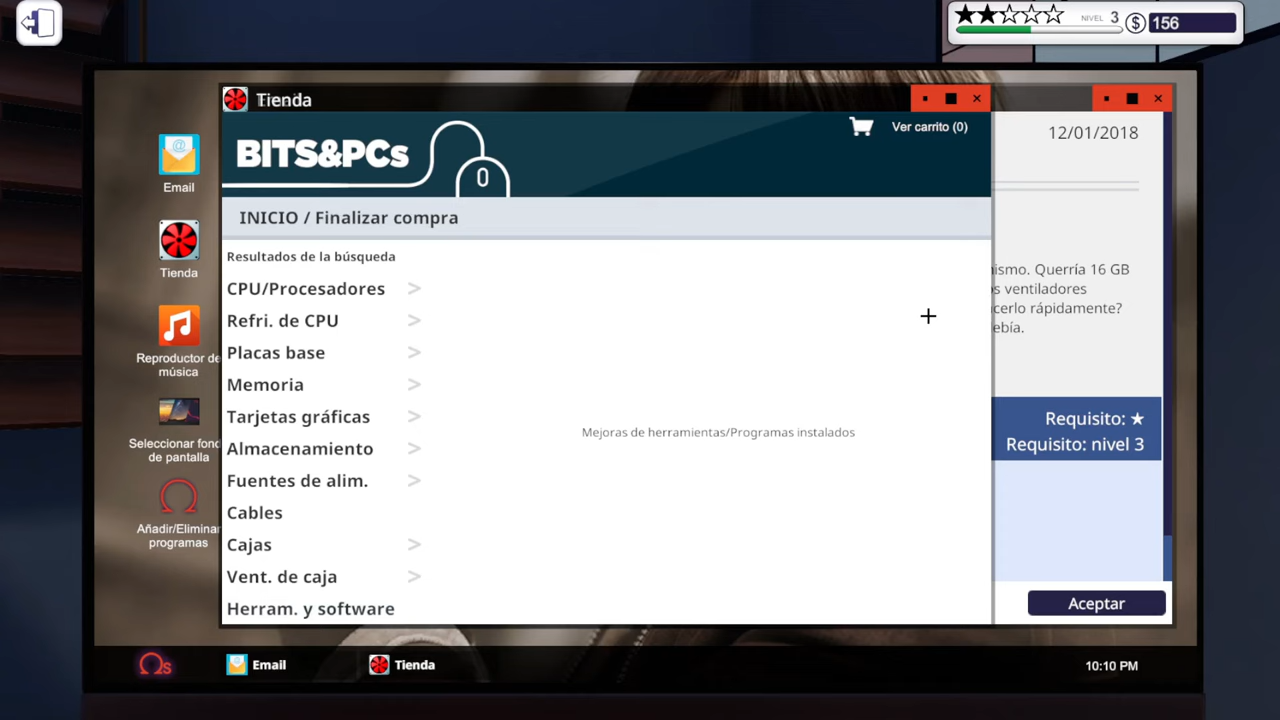 NIVEL 3
$ 156
Tienda
BITS&PCs
Ver carrito (0)
INICIO / Finalizar compra
Resultados de la búsqueda
CPU/Procesadores >
Refri. de CPU >
Placas base >
Memoria >
Tarjetas gráficas >
Almacenamiento >
Fuentes de alim. >
Cables
Cajas >
Vent. de caja >
Herram. y software
Mejoras de herramientas/Programas instalados
12/01/2018
ismo. Querría 16 GB
s ventiladores
cerlo rápidamente?
ebía.
Requisito: ★
Requisito: nivel 3
Aceptar
Email
Tienda
Reproductor de
música
Seleccionar fond
de pantalla
Añadir/Eliminar
programas
Ωs
Email
Tienda
10:10 PM